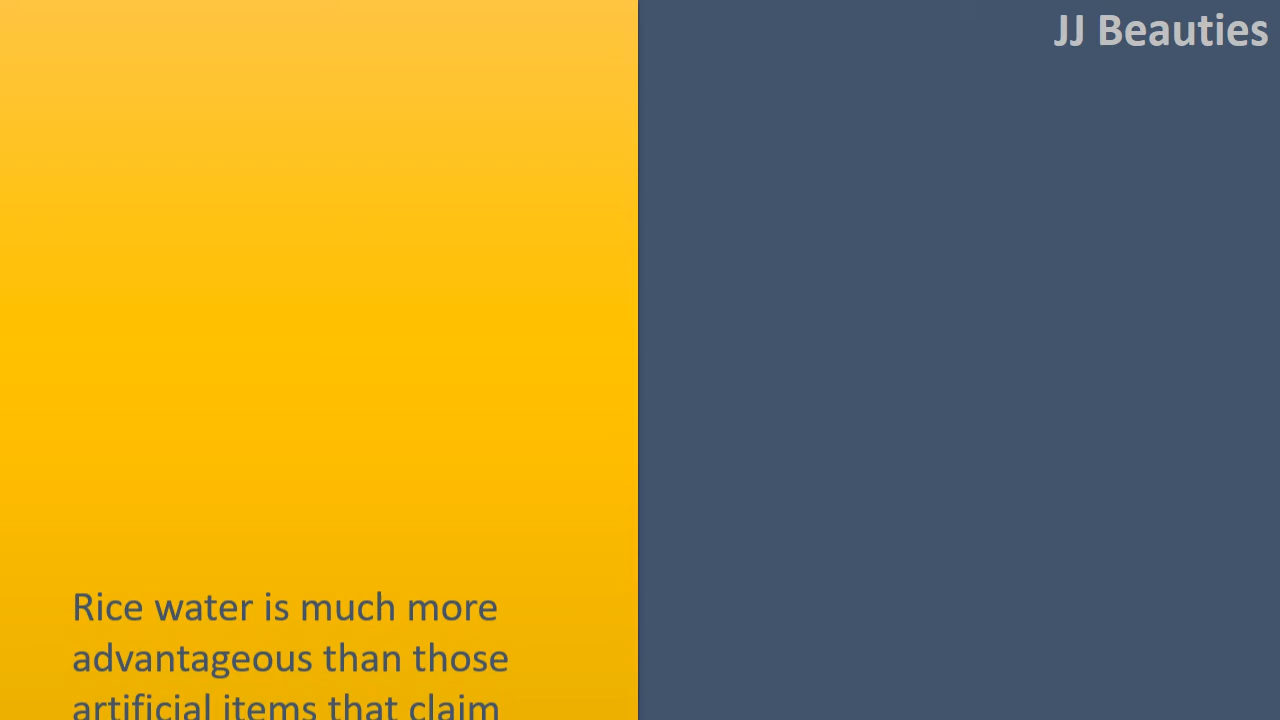 JJ Beauties
Rice water is much more
advantageous than those
artificial items that claim